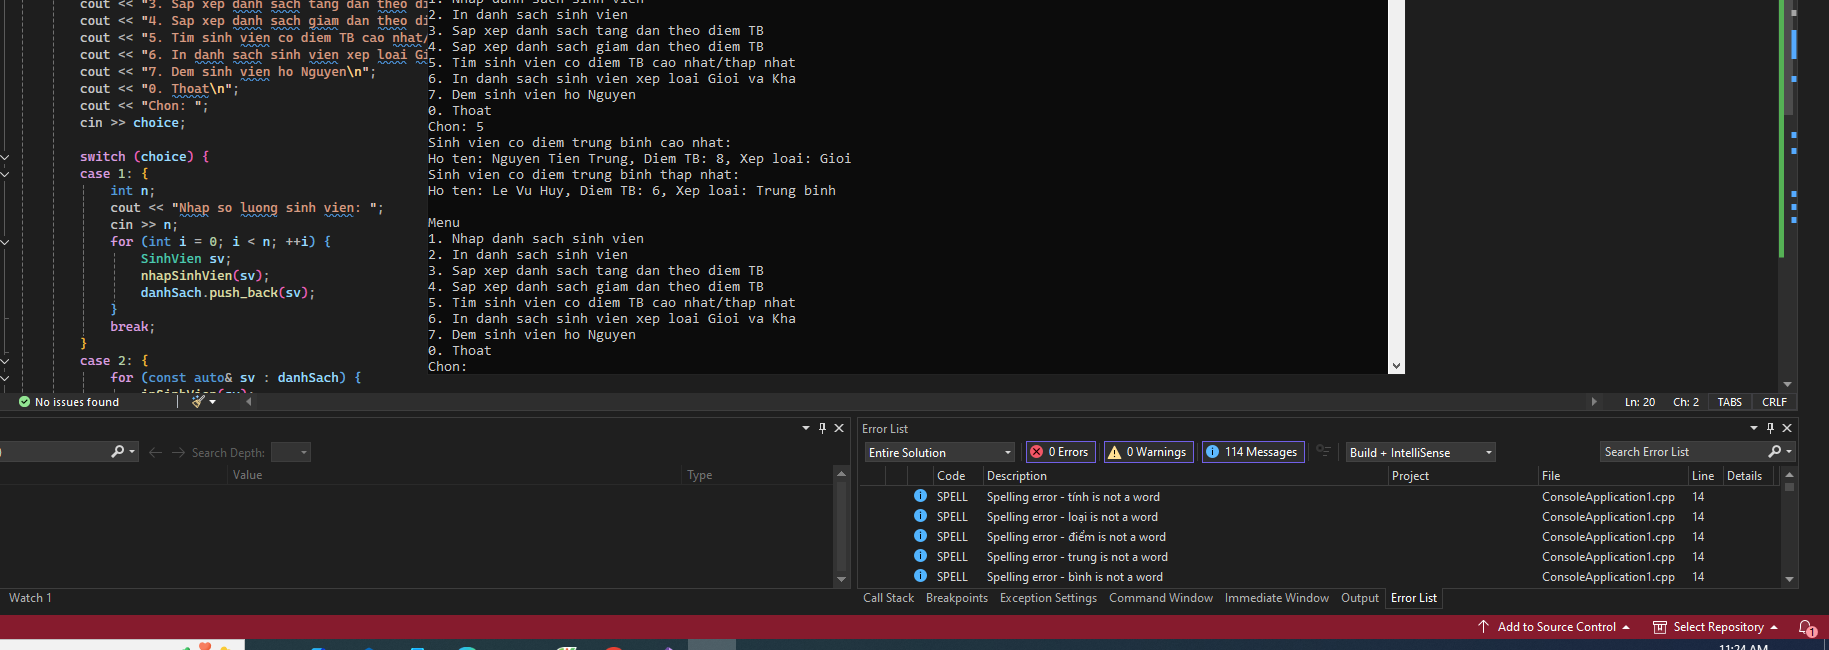 cout << "3. Sap xep danh sach tang dan theo di
cout << "4. Sap xep danh sach giam dan theo di
cout << "5. Tim sinh vien co diem TB cao nhat/
cout << "6. In danh sach sinh vien xep loai Gi
cout << "7. Dem sinh vien ho Nguyen\n";
cout << "0. Thoat\n";
cout << "Chon: ";
cin >> choice;
switch (choice) {
case 1: {
int n;
cout << "Nhap so luong sinh vien: ";
cin >> n;
for (int i = 0; i < n; ++i) {
SinhVien sv;
nhapSinhVien(sv);
danhSach.push_back(sv);
}
break;
}
case 2: {
for (const auto& sv : danhSach) {
1. Nhap danh sach sinh vien
2. In danh sach sinh vien
3. Sap xep danh sach tang dan theo diem TB
4. Sap xep danh sach giam dan theo diem TB
5. Tim sinh vien co diem TB cao nhat/thap nhat
6. In danh sach sinh vien xep loai Gioi va Kha
7. Dem sinh vien ho Nguyen
0. Thoat
Chon: 5
Sinh vien co diem trung binh cao nhat:
Ho ten: Nguyen Tien Trung, Diem TB: 8, Xep loai: Gioi
Sinh vien co diem trung binh thap nhat:
Ho ten: Le Vu Huy, Diem TB: 6, Xep loai: Trung binh
Menu
1. Nhap danh sach sinh vien
2. In danh sach sinh vien
3. Sap xep danh sach tang dan theo diem TB
4. Sap xep danh sach giam dan theo diem TB
5. Tim sinh vien co diem TB cao nhat/thap nhat
6. In danh sach sinh vien xep loai Gioi va Kha
7. Dem sinh vien ho Nguyen
0. Thoat
Chon:
No issues found
Ln: 20 Ch: 2 TABS CRLF
Search Depth:
Value Type
Watch 1
Error List
Entire Solution 0 Errors 0 Warnings 114 Messages Build + IntelliSense Search Error List
Code Description Project File Line Details
SPELL Spelling error - tính is not a word ConsoleApplication1.cpp 14
SPELL Spelling error - loại is not a word ConsoleApplication1.cpp 14
SPELL Spelling error - điểm is not a word ConsoleApplication1.cpp 14
SPELL Spelling error - trung is not a word ConsoleApplication1.cpp 14
SPELL Spelling error - bình is not a word ConsoleApplication1.cpp 14
Call Stack Breakpoints Exception Settings Command Window Immediate Window Output Error List
Add to Source Control Select Repository 1
11:24 AM